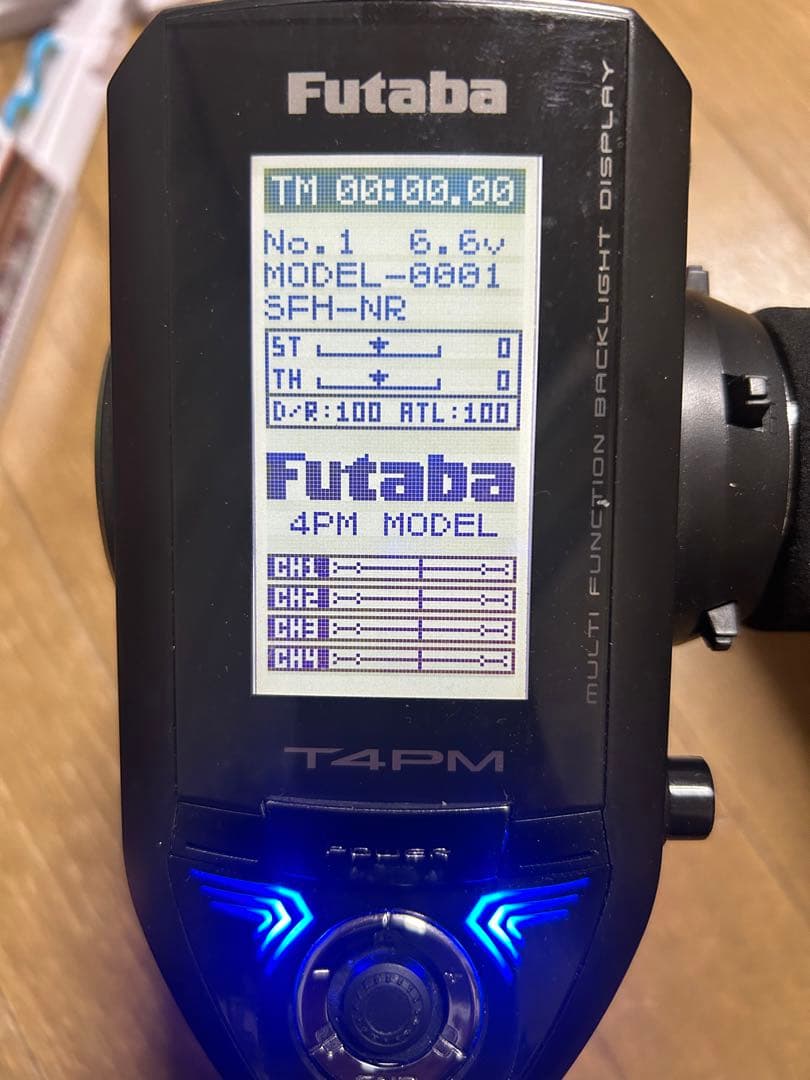 Futaba
TM 00:00.00
No.1 6.6v
MODEL-0001
SFH-NR
ST 0
TH 0
D/R:100 ATL:100
Futaba
4PM MODEL
CH1
CH2
CH3
CH4
T4PM
POWER
MULTI FUNCTION BACKLIGHT DISPLAY